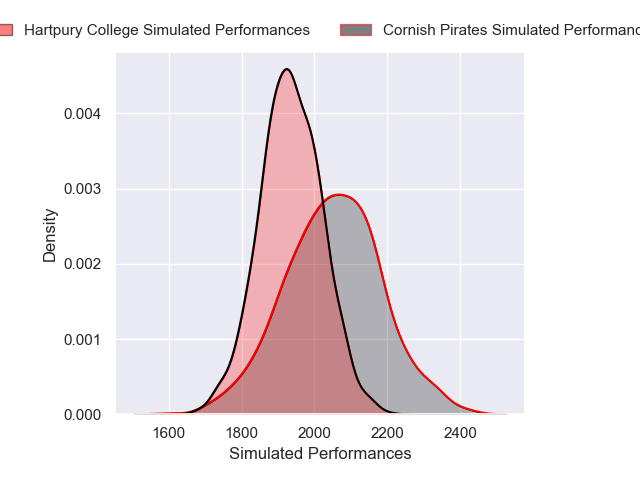 Hartpury College Simulated Performances
Cornish Pirates Simulated
0.004
0.003
0.002
0.001
0.000
Density
1600 1800 2000 2200 2400
Simulated Performances